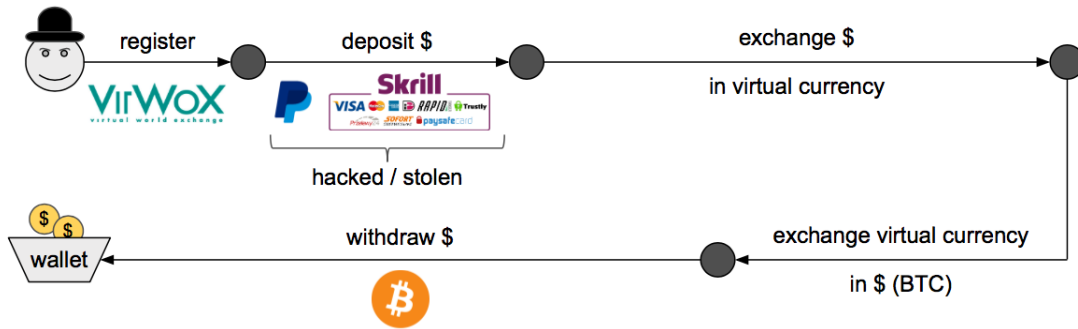 register
deposit $
exchange $
VirWoX
virtual world exchange
Skrill
VISA
RAPID
Trustly
SOFORT
paysafecard
in virtual currency
hacked / stolen
$
$
wallet
withdraw $
exchange virtual currency
in $ (BTC)